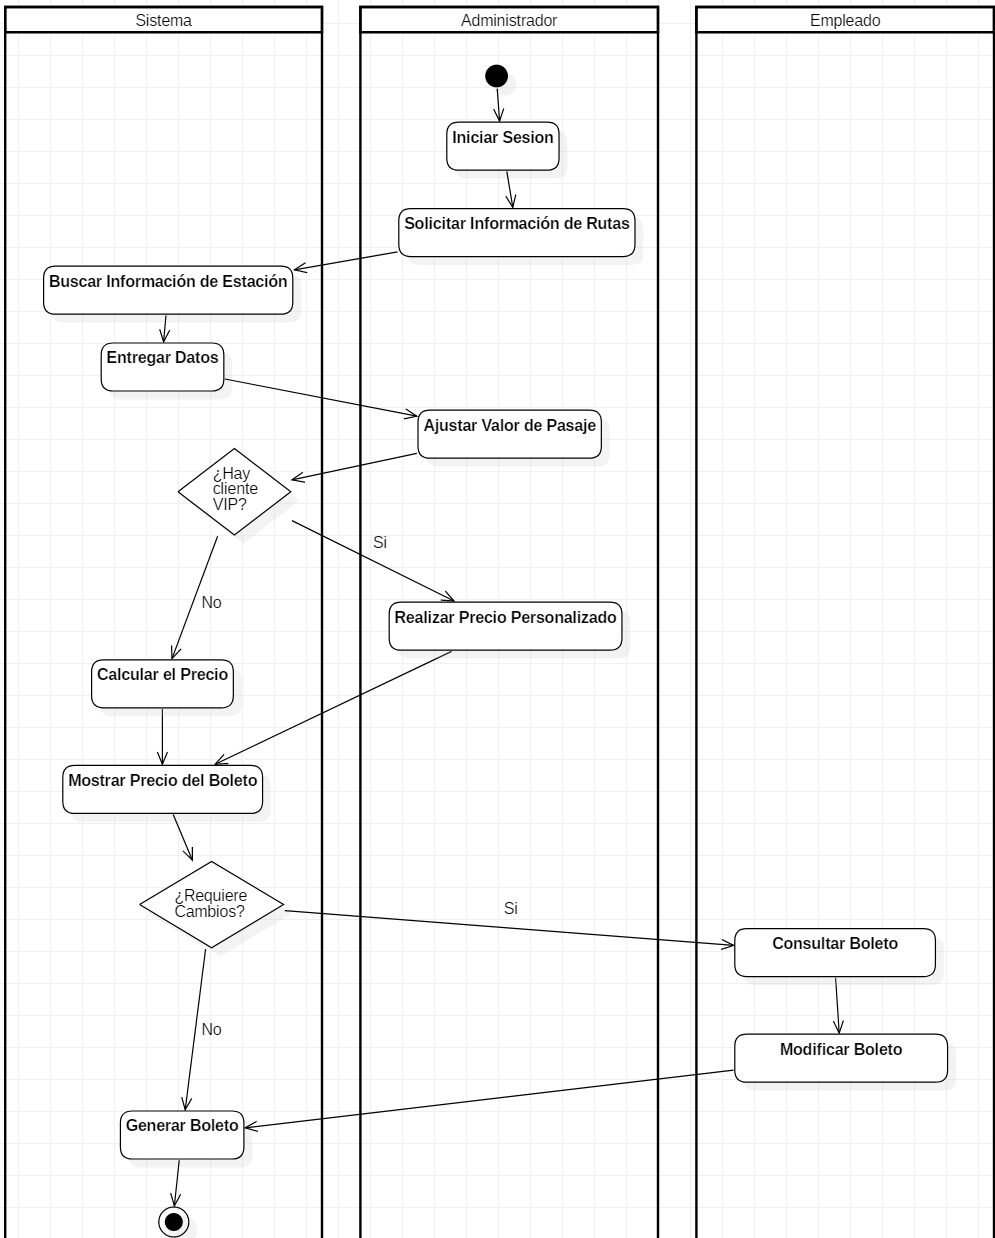 Sistema
Administrador
Empleado
Iniciar Sesion
Solicitar Información de Rutas
Buscar Información de Estación
Entregar Datos
Ajustar Valor de Pasaje
¿Hay
cliente
VIP?
Si
No
Realizar Precio Personalizado
Calcular el Precio
Mostrar Precio del Boleto
¿Requiere
Cambios?
Si
Consultar Boleto
No
Modificar Boleto
Generar Boleto